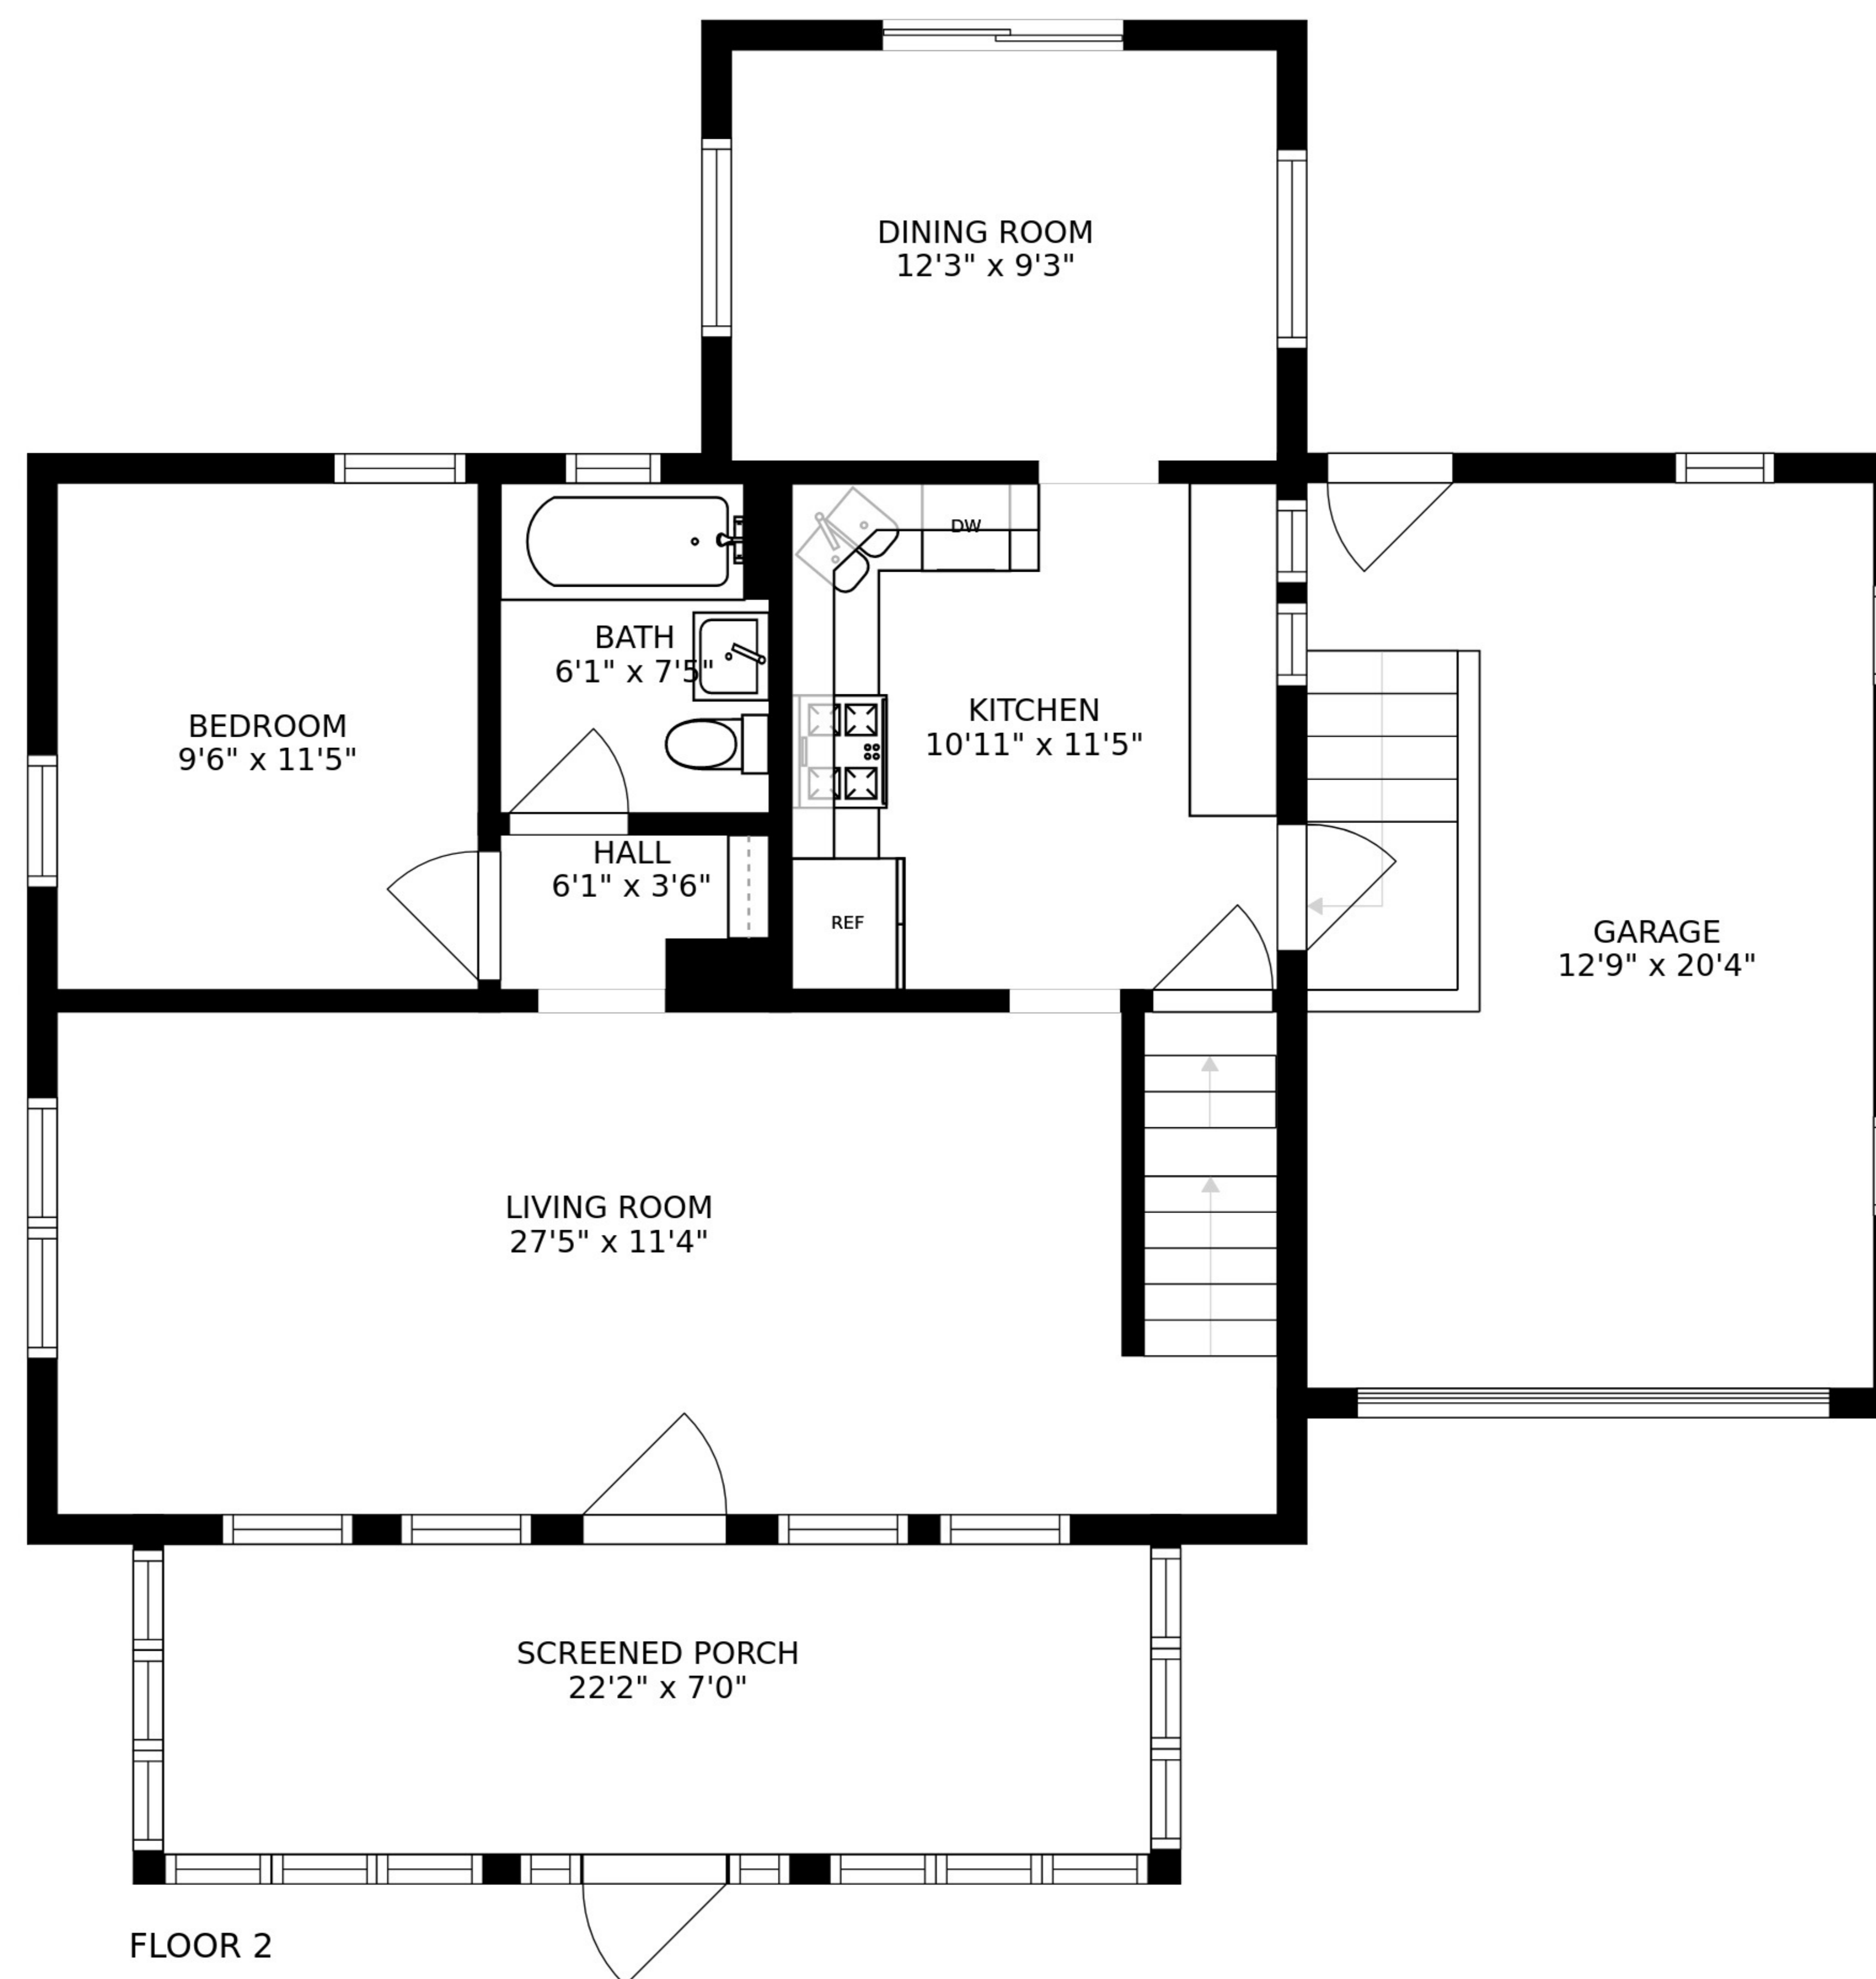 DINING ROOM
12'3" x 9'3"
DW
BATH
6'1" x 7'5"
KITCHEN
10'11" x 11'5"
BEDROOM
9'6" x 11'5"
HALL
6'1" x 3'6"
REF
GARAGE
12'9" x 20'4"
LIVING ROOM
27'5" x 11'4"
SCREENED PORCH
22'2" x 7'0"
FLOOR 2